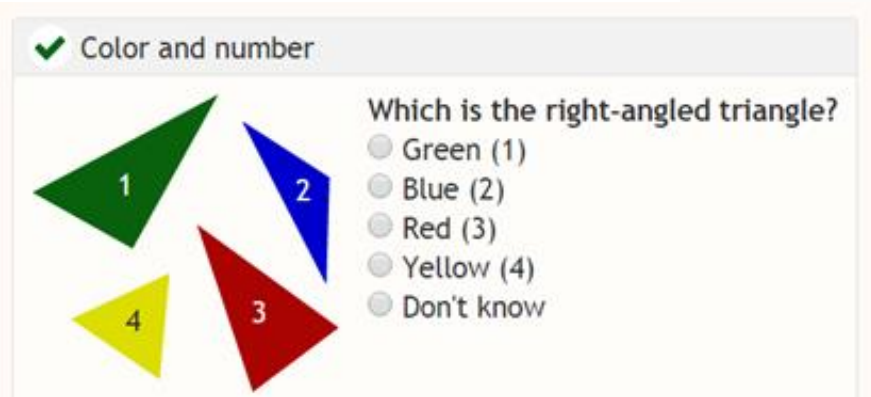 Color and number
Which is the right-angled triangle?
Green (1)
Blue (2)
Red (3)
Yellow (4)
Don't know
1
2
3
4